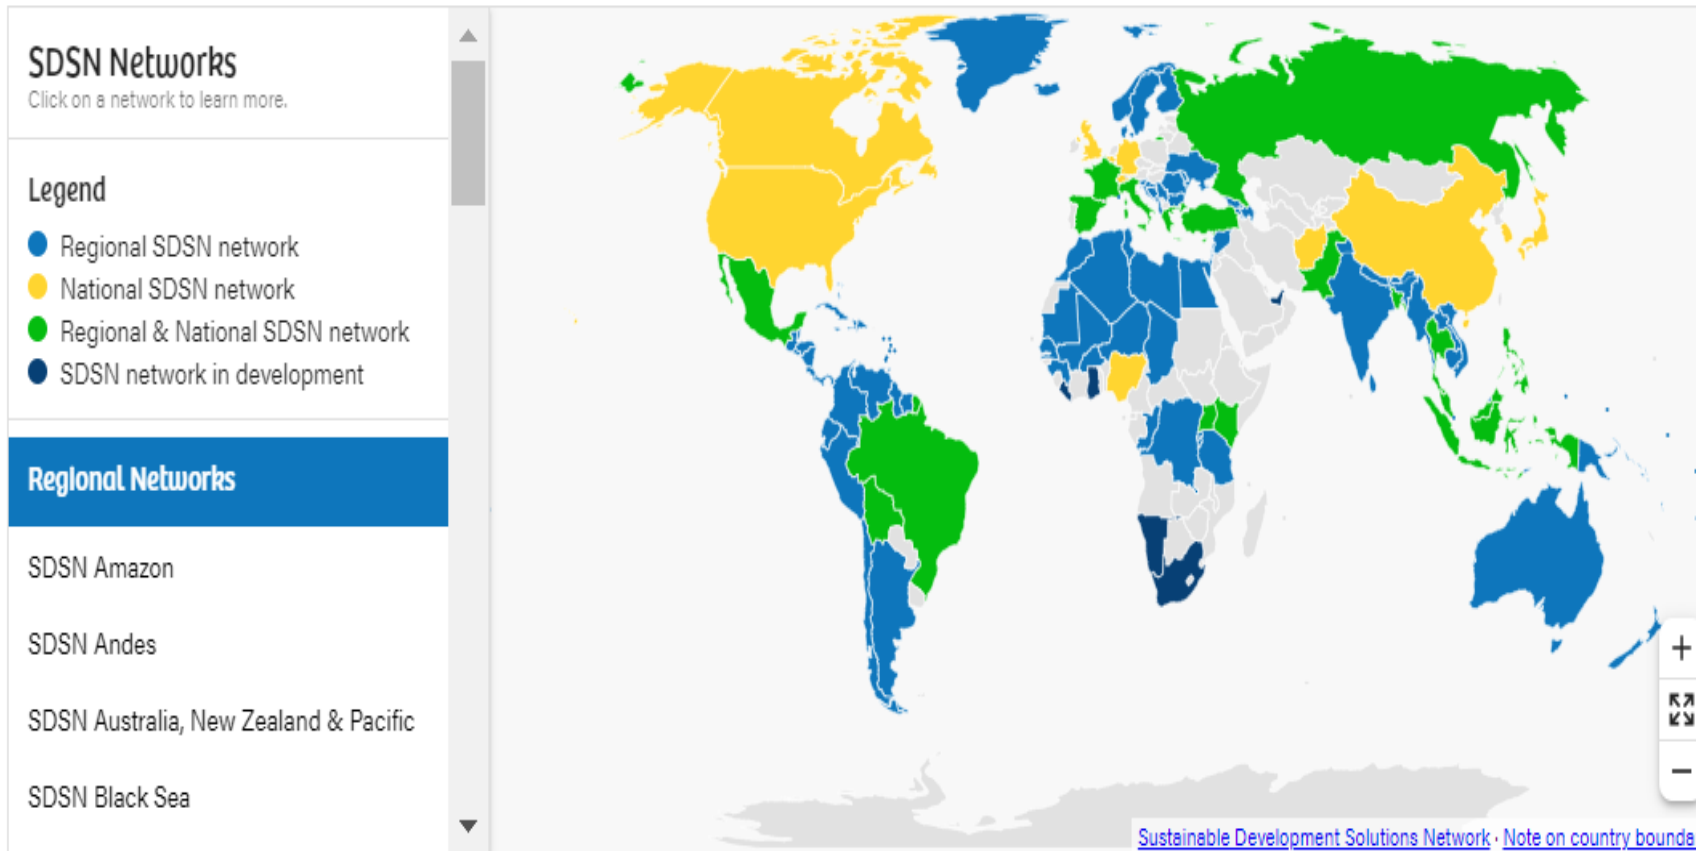 SDSN Networks
Click on a network to learn more.
Legend
Regional SDSN network
National SDSN network
Regional & National SDSN network
SDSN network in development
Regional Networks
SDSN Amazon
SDSN Andes
SDSN Australia, New Zealand & Pacific
SDSN Black Sea
Sustainable Development Solutions Network · Note on country bounda